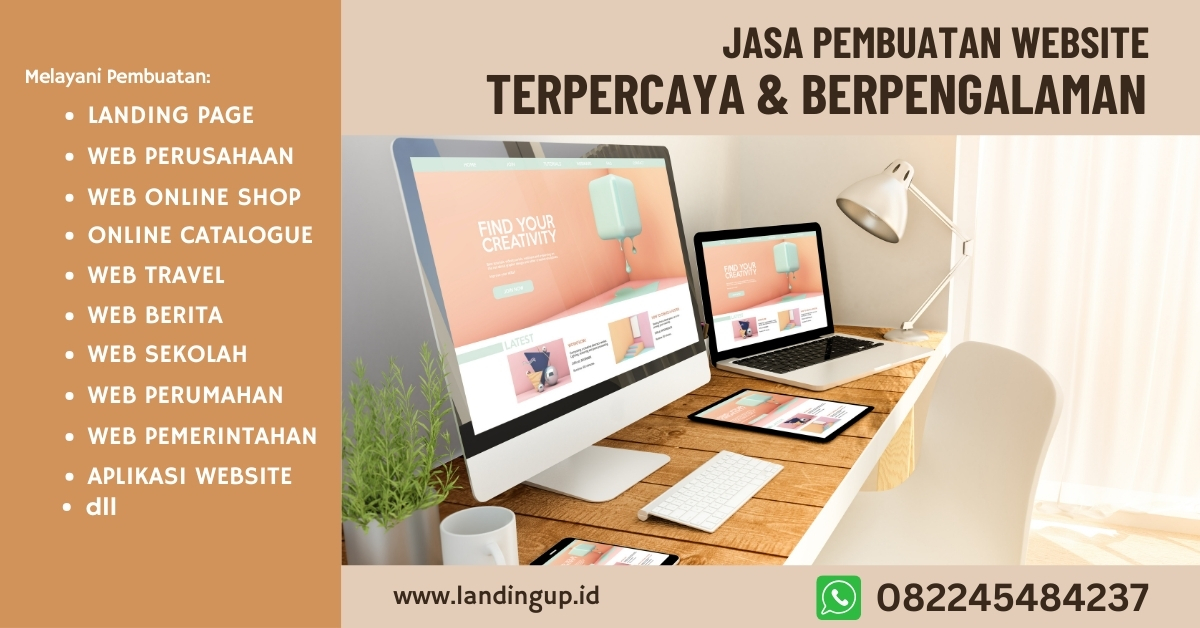 JASA PEMBUATAN WEBSITE
TERPERCAYA & BERPENGALAMAN
Melayani Pembuatan:
• LANDING PAGE
• WEB PERUSAHAAN
• WEB ONLINE SHOP
• ONLINE CATALOGUE
• WEB TRAVEL
• WEB BERITA
• WEB SEKOLAH
• WEB PERUMAHAN
• WEB PEMERINTAHAN
• APLIKASI WEBSITE
• dll
FIND YOUR
CREATIVITY
LATEST
FIND YOUR
CREATIVITY
www.landingup.id
082245484237